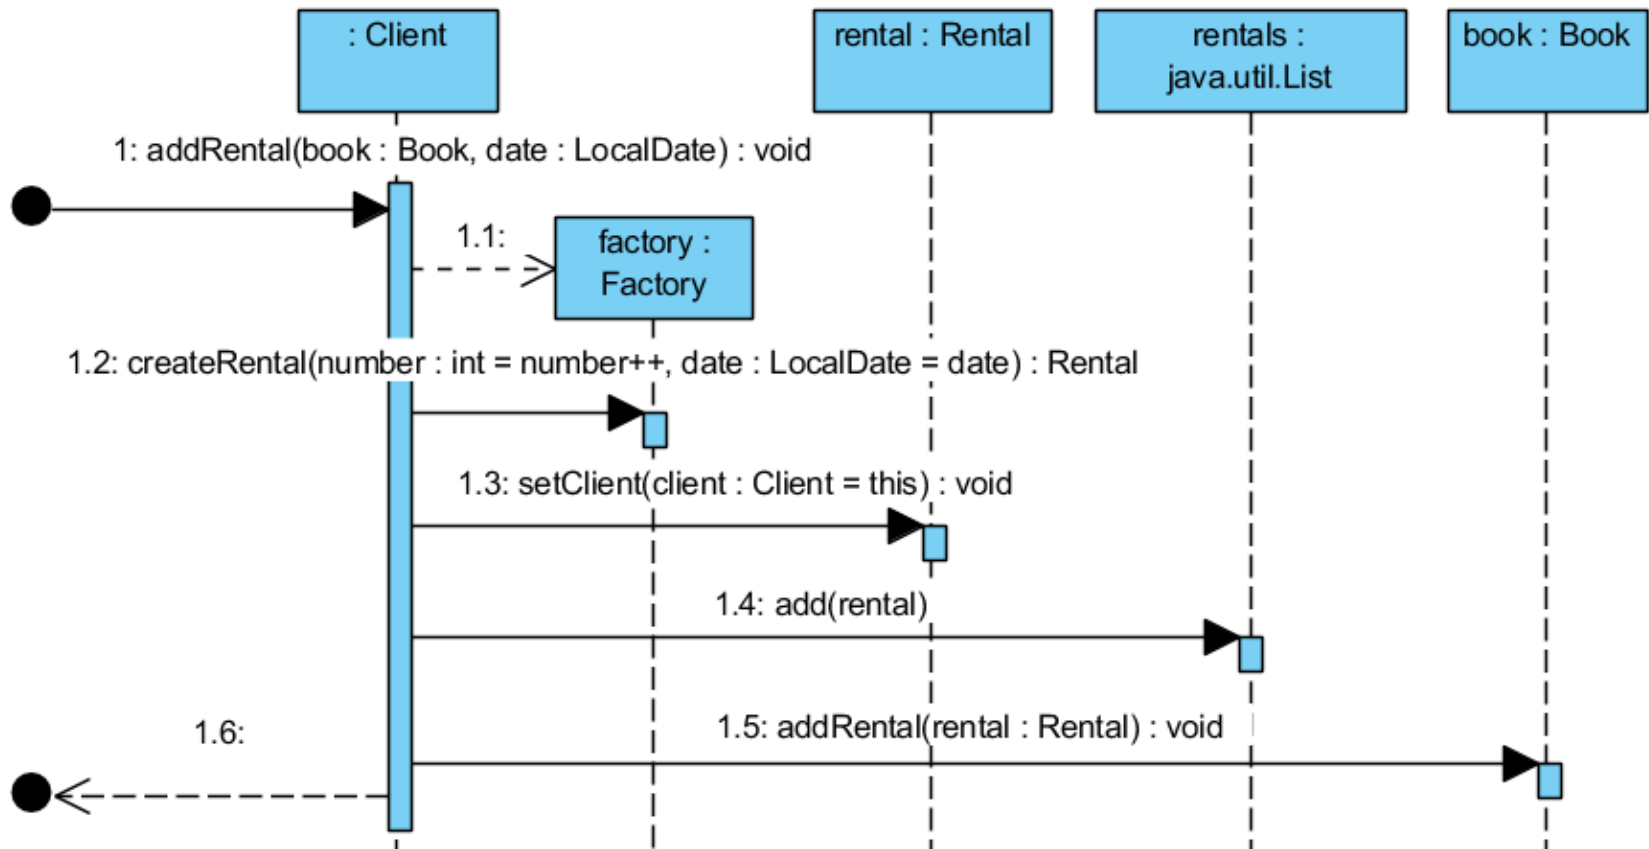 : Client
rental : Rental
rentals :
java.util.List
book : Book
1: addRental(book : Book, date : LocalDate) : void
1.1:
factory :
Factory
1.2: createRental(number : int = number++, date : LocalDate = date) : Rental
1.3: setClient(client : Client = this) : void
1.4: add(rental)
1.5: addRental(rental : Rental) : void
1.6: